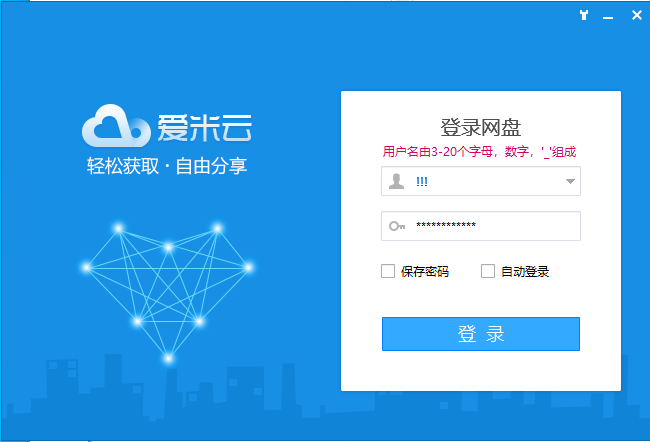 爱米云
轻松获取·自由分享
登录网盘
用户名由3-20个字母，数字，'_'组成
!!!
************
保存密码
自动登录
登 录